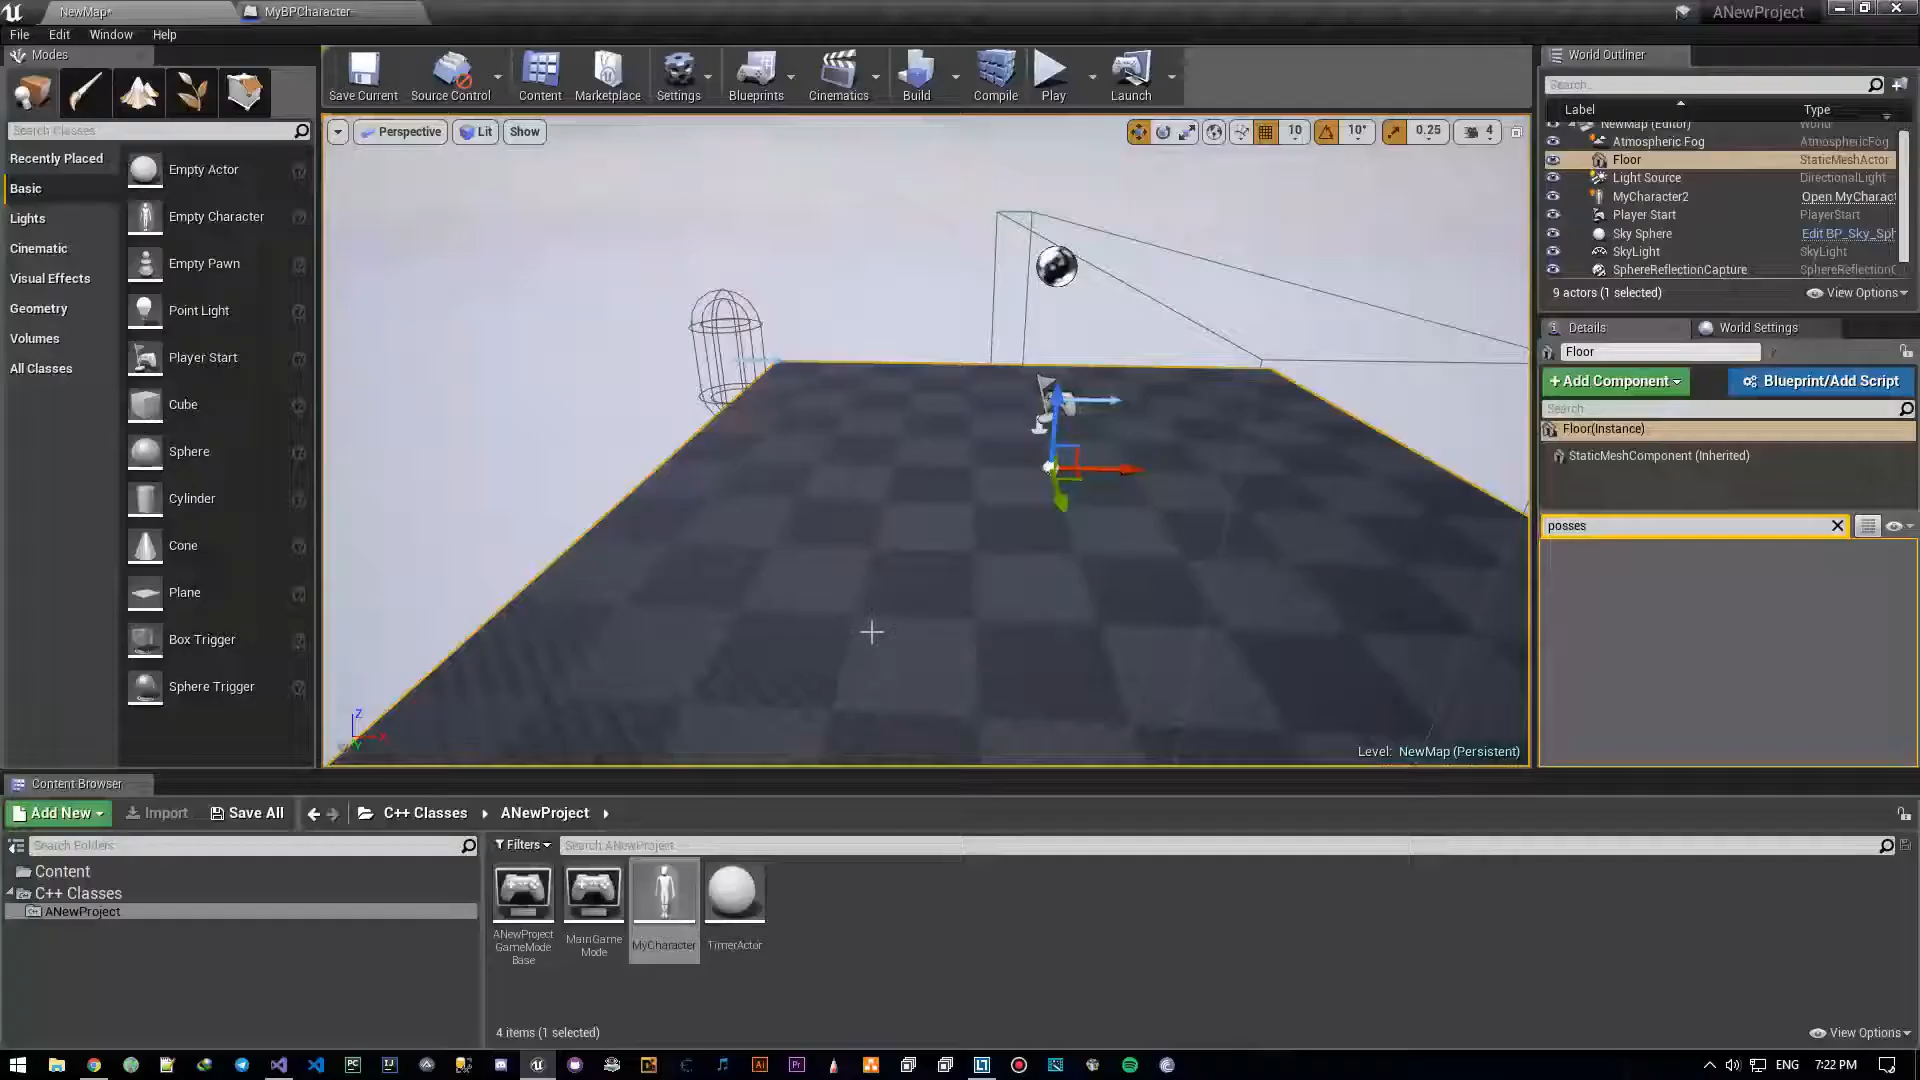 NewMap*
MyBPCharacter
ANewProject
File Edit Window Help
Modes
Save Current
Source Control
Content
Marketplace
Settings
Blueprints
Cinematics
Build
Compile
Play
Launch
Search Classes
Recently Placed
Basic
Lights
Cinematic
Visual Effects
Geometry
Volumes
All Classes
Empty Actor
Empty Character
Empty Pawn
Point Light
Player Start
Cube
Sphere
Cylinder
Cone
Plane
Box Trigger
Sphere Trigger
Perspective
Lit
Show
10
10°
0.25
4
Z
X
Y
Level: NewMap (Persistent)
World Outliner
Search...
Label Type
NewMap (Editor) World
Atmospheric Fog AtmosphericFog
Floor StaticMeshActor
Light Source DirectionalLight
MyCharacter2 Open MyCharact
Player Start PlayerStart
Sky Sphere Edit BP_Sky_Sph
SkyLight SkyLight
SphereReflectionCapture SphereReflectionC
9 actors (1 selected) View Options
Details
World Settings
Floor
+ Add Component
Blueprint/Add Script
Search
Floor(Instance)
StaticMeshComponent (Inherited)
posses
Content Browser
Add New Import Save All C++ Classes ANewProject
Search Folders
Filters Search ANewProject
Content
C++ Classes
ANewProject
ANewProject
GameMode
Base
MainGame
Mode
MyCharacter
TimerActor
4 items (1 selected)
View Options
PC
IJ
Ai
Pr
ENG
7:22 PM